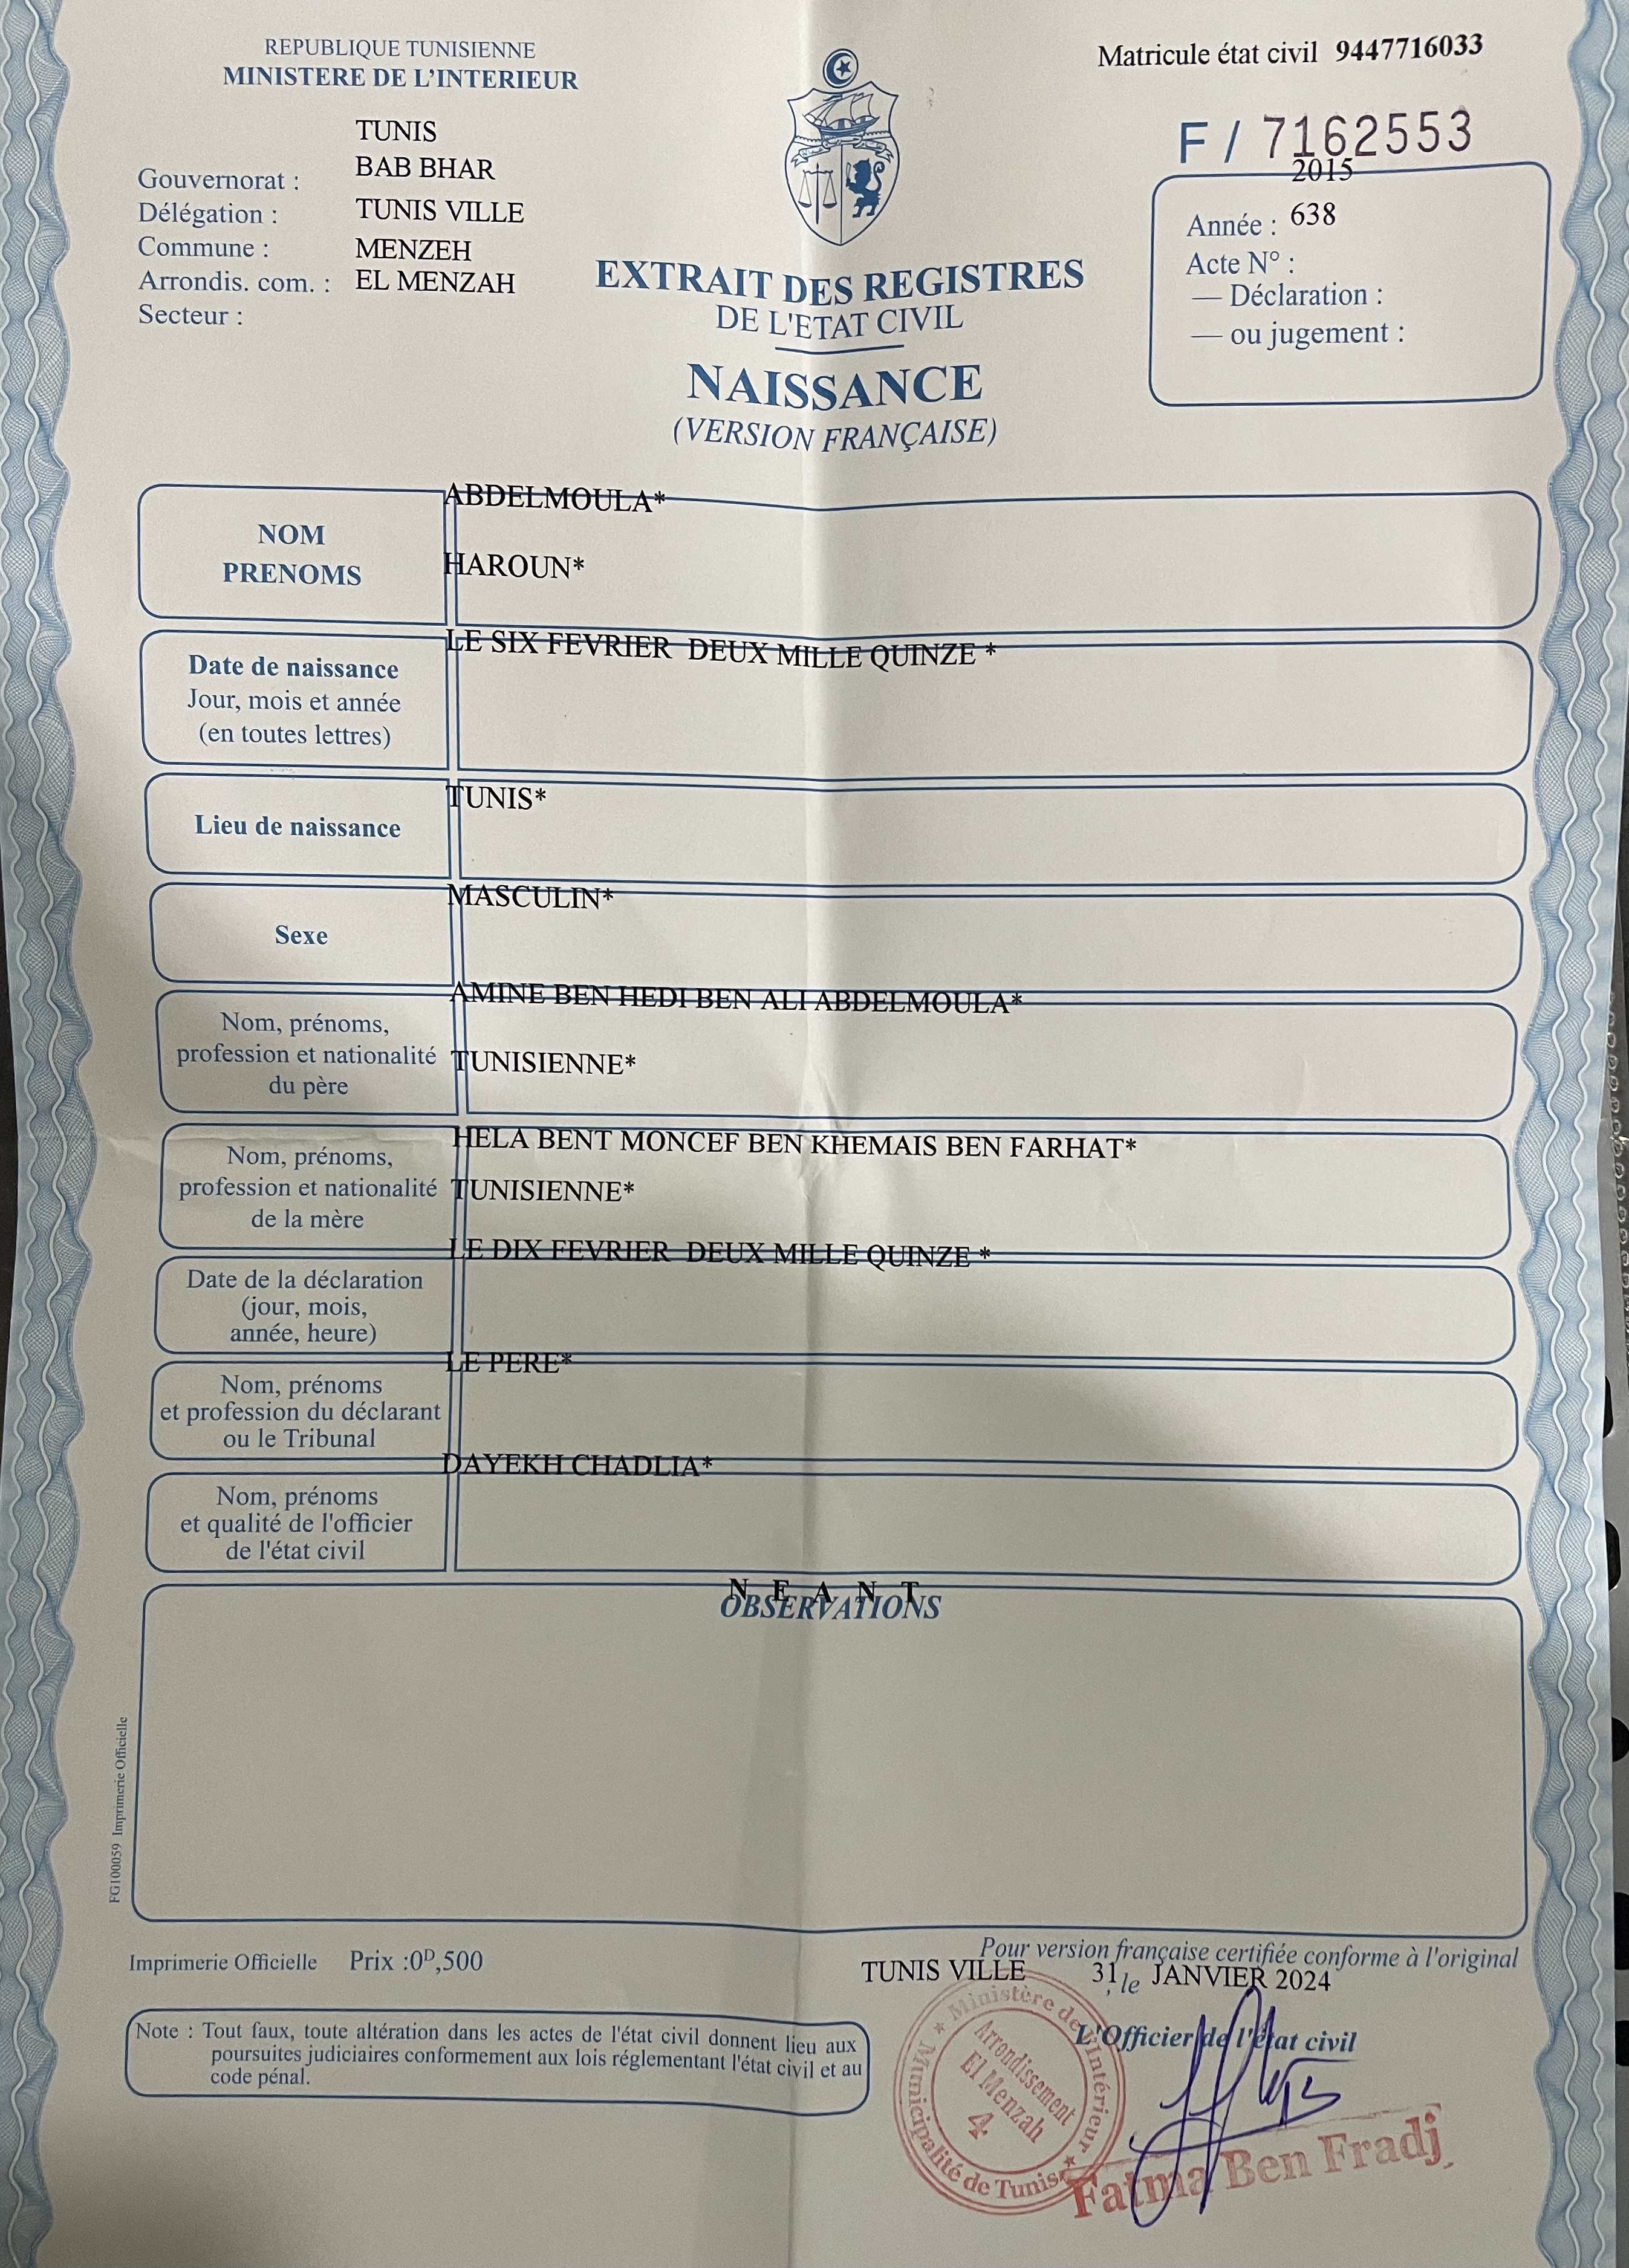 REPUBLIQUE TUNISIENNE
MINISTERE DE L'INTERIEUR
Matricule état civil 9447716033
F / 7162553
TUNIS
Gouvernorat : BAB BHAR
Délégation : TUNIS VILLE
Commune : MENZEH
Arrondis. com. : EL MENZAH
Secteur :
2015
Année : 638
Acte N° :
— Déclaration :
— ou jugement :
EXTRAIT DES REGISTRES
DE L'ETAT CIVIL
NAISSANCE
(VERSION FRANÇAISE)
NOM
PRENOMS
ABDELMOULA*
HAROUN*
Date de naissance
Jour, mois et année
(en toutes lettres)
LE SIX FEVRIER DEUX MILLE QUINZE *
Lieu de naissance
TUNIS*
Sexe
MASCULIN*
Nom, prénoms,
profession et nationalité
du père
AMINE BEN HEDI BEN ALI ABDELMOULA*
TUNISIENNE*
Nom, prénoms,
profession et nationalité
de la mère
HELA BENT MONCEF BEN KHEMAIS BEN FARHAT*
TUNISIENNE*
Date de la déclaration
(jour, mois,
année, heure)
LE DIX FEVRIER DEUX MILLE QUINZE *
Nom, prénoms
et profession du déclarant
ou le Tribunal
LE PERE*
Nom, prénoms
et qualité de l'officier
de l'état civil
DAYEKH CHADLIA*
N E A N T
OBSERVATIONS
FG100059 Imprimerie Officielle
Imprimerie Officielle Prix :0D,500
Pour version française certifiée conforme à l'original
TUNIS VILLE 31, le JANVIER 2024
L'Officier de l'état civil
Note : Tout faux, toute altération dans les actes de l'état civil donnent lieu aux
poursuites judiciaires conformement aux lois réglementant l'état civil et au
code pénal.
Ministère de l'Intérieur
Municipalité de Tunis
Arrondissement
El Menzah
4
Fatma Ben Fradj